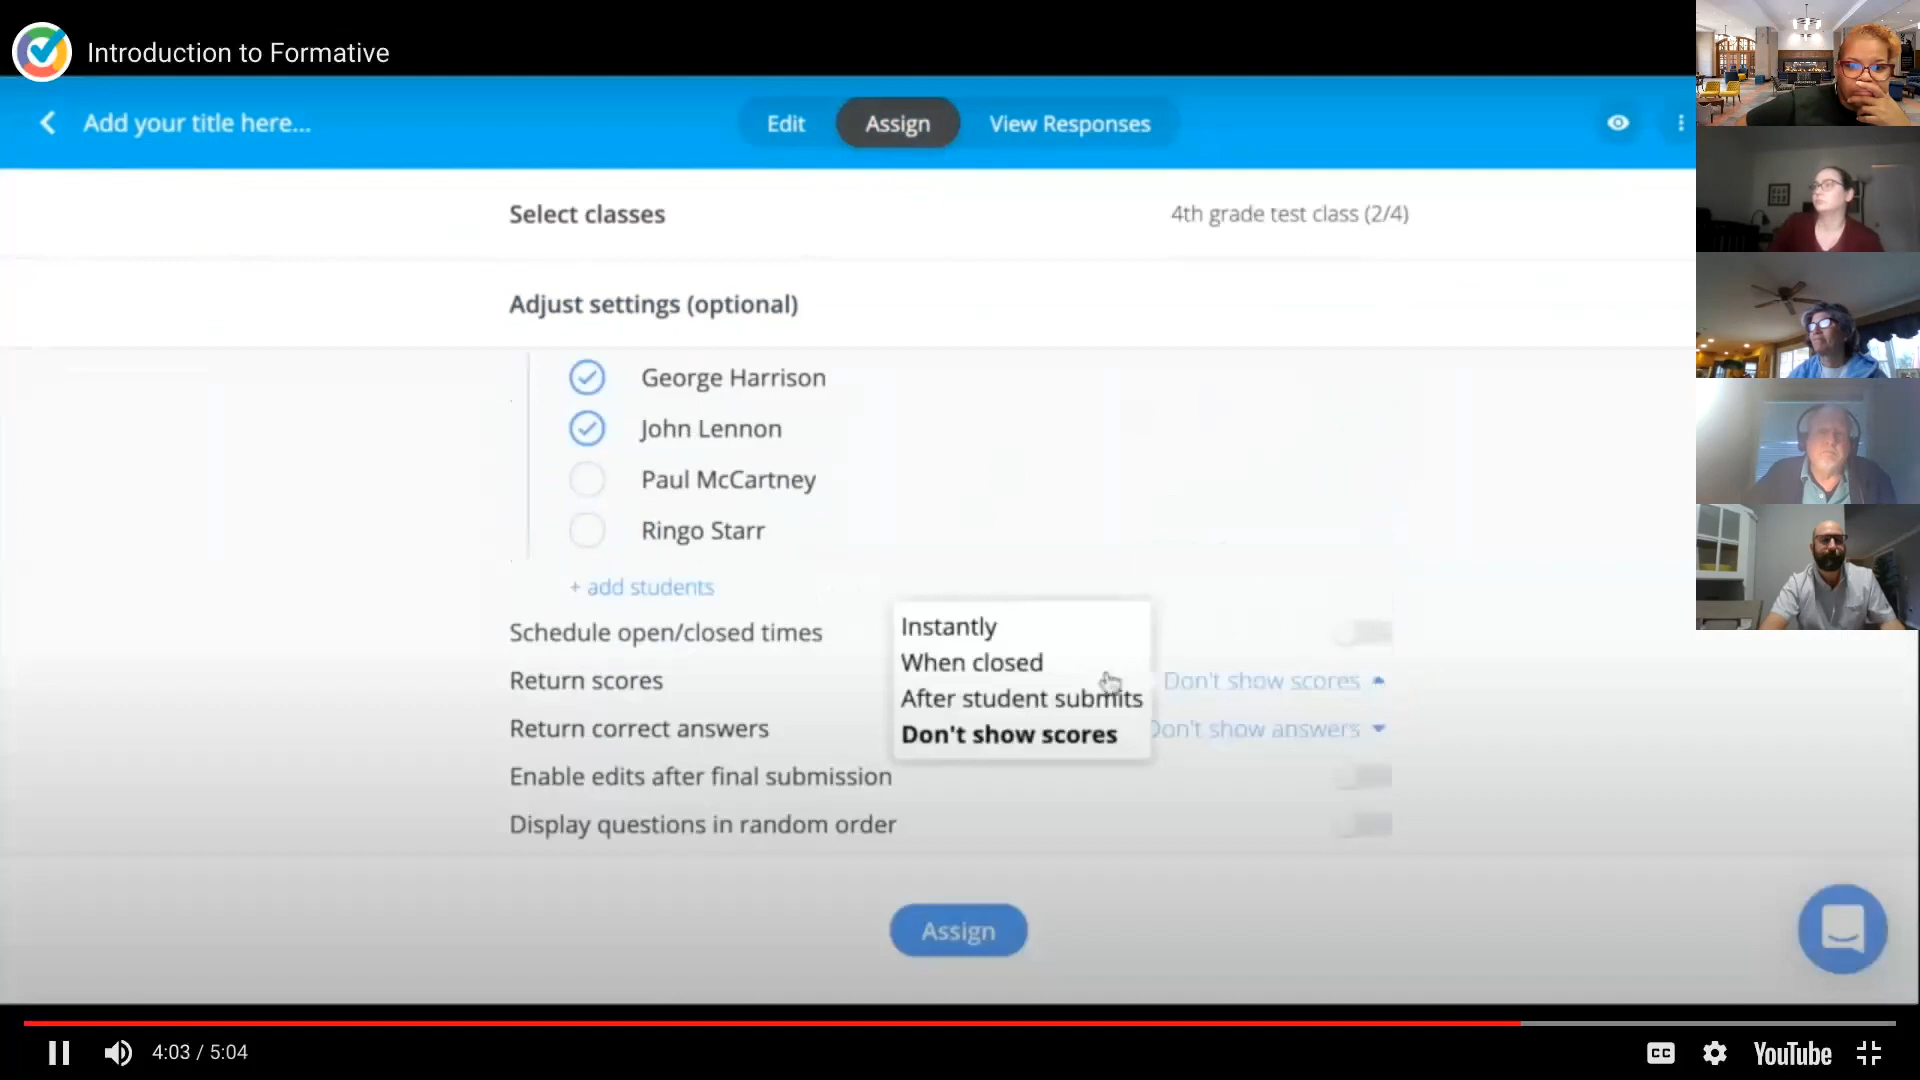 Introduction to Formative
Add your title here...
Edit
Assign
View Responses
Select classes
4th grade test class (2/4)
Adjust settings (optional)
George Harrison
John Lennon
Paul McCartney
Ringo Starr
+ add students
Schedule open/closed times
Instantly
When closed
After student submits
Don't show scores
Return scores
Don't show scores
Return correct answers
Don't show answers
Enable edits after final submission
Display questions in random order
Assign
4:03 / 5:04
CC
YouTube